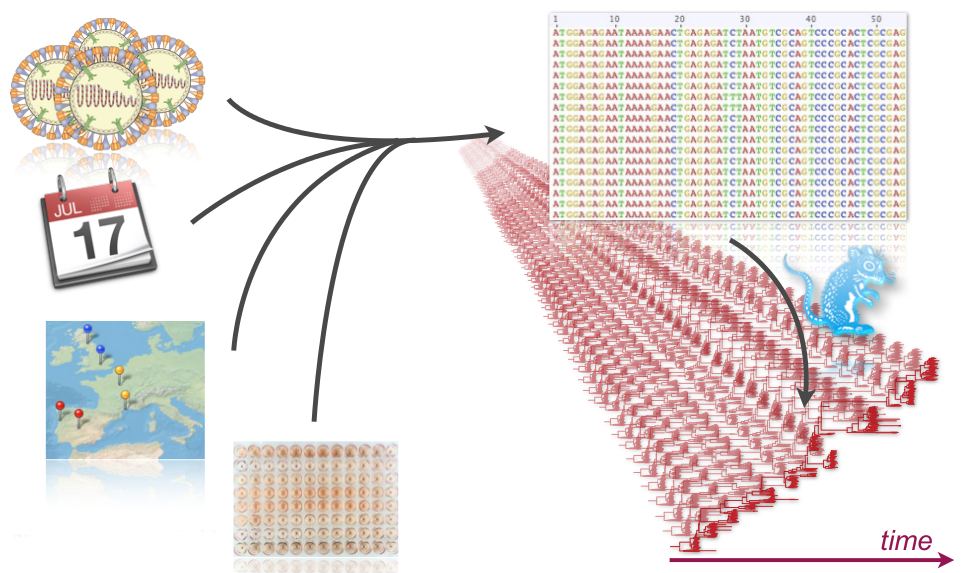 1 10 20 30 40 50
ATGGAGAGAATAAAAGAACTGAGAGATCTAATGTCGCAGTCCCGCACTCGCGAG
ATGGAGAGAATAAAAGAACTGAGAGATCTAATGTCGCAGTCCCGCACTCGCGAG
ATGGAGAGAATAAAAGAACTGAGAGATCTAATGTCGCAGTCCCGCACTCGCGAG
ATGGAGAGAATAAAAGAACTGAGAGATCTAATGTCGCAGTCCCGCACTCGCGAG
ATGGAGAGAATAAAAGAACTGAGAGATCTAATGTCGCAGTCCCGCACTCGCGAG
ATGGAGAGAATAAAAGAACTGAGAGATCTAATGTCGCAGTCCCGCACTCGCGAG
ATGGAGAGAATAAAAGAACTGAGAGATTTAATGTCGCAGTCCCGCACTCGCGAG
ATGGAGAGAATAAAAGAACTGAGAGATTTAATGTCGCAGTCCCGCACTCGCGAG
ATGGAGAGAATAAAAGAACTGAGAGATCTAATGTCGCAGTCCCGCACTCGCGAG
ATGGAGAGAATAAAAGAACTGAGAGATCTAATGTCGCAGTCCCGCACTCGCGAG
ATGGAGAGAATAAAAGAACTGAGAGATCTAATGTCGCAGTCCCGCACTCGCGAG
ATGGAGAGAATAAAAGAACTGAGAGATCTAATGTCGCAGTCCCGCACTCGCGAG
ATGGAGAGAATAAAAGAACTGAGAGATCTAATGTCGCAGTCCCGCACTCGCGAG
ATGGAGAGAATAAAAGAACTGAGAGATCTAATGTCGCAGTCCCGCACTCGCGAG
ATGGAGAGAATAAAAGAACTGAGAGATCTAATGTCGCAGTCCCGCACTCGCGAG
ATGGAGAGAATAAAAGAACTGAGAGATCTAATGTCGCAGTCCCGCACTCGCGAG
ATGGAGAGAATAAAAGAACTGAGAGATCTAATGTCGCAGTCCCGCACTCGCGAG
ATGGAGAGAATAAAAGAACTGAGAGATCTAATGTCGCAGTCCCGCACTCGCGAG
JUL
17
time